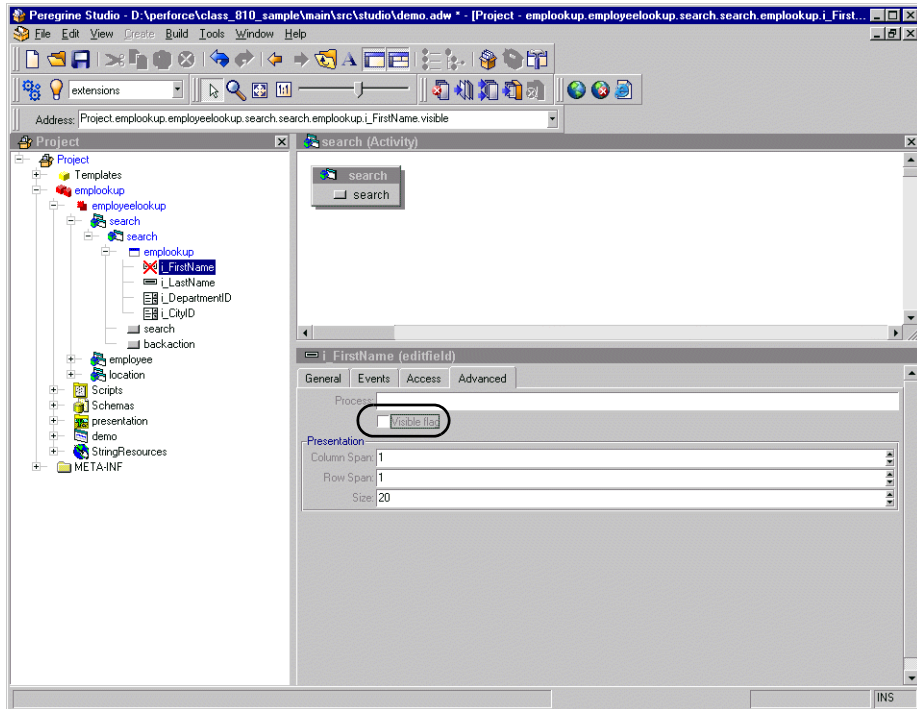 Peregrine Studio - D:\perforce\class_810_sample\main\src\studio\demo.adw * - [Project - emplookup.employeelookup.search.search.emplookup.i_First...
File Edit View Create Build Tools Window Help
A
1:1
extensions
Address: Project.emplookup.employeelookup.search.search.emplookup.i_FirstName.visible
Project
search (Activity)
Project
Templates
emplookup
employeelookup
search
search
emplookup
i_FirstName
i_LastName
i_DepartmentID
i_CityID
search
backaction
employee
location
Scripts
Schemas
presentation
demo
StringResources
META-INF
search
search
i_FirstName (editfield)
General Events Access Advanced
Process:
Visible flag
Presentation
Column Span: 1
Row Span: 1
Size: 20
INS